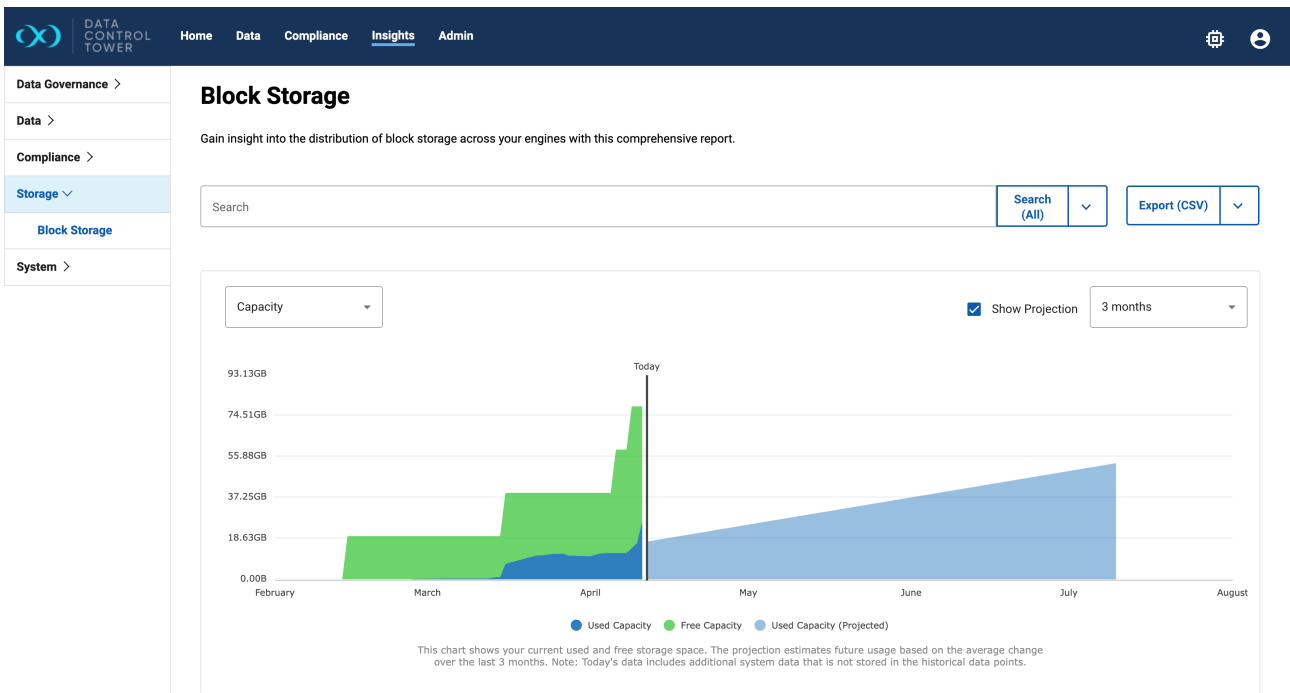 DATA
CONTROL
TOWER
Home
Data
Compliance
Insights
Admin
Data Governance
Data
Compliance
Storage
Block Storage
System
Block Storage
Gain insight into the distribution of block storage across your engines with this comprehensive report.
Search
Search
(All)
Export (CSV)
Capacity
Show Projection
3 months
Today
93.13GB
74.51GB
55.88GB
37.25GB
18.63GB
0.00B
February
March
April
May
June
July
August
Used Capacity
Free Capacity
Used Capacity (Projected)
This chart shows your current used and free storage space. The projection estimates future usage based on the average change
over the last 3 months. Note: Today's data includes additional system data that is not stored in the historical data points.